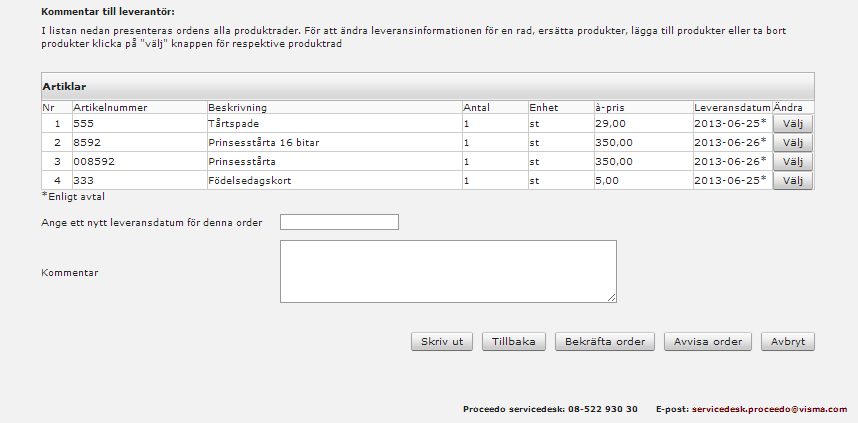 Kommentar till leverantör:
I listan nedan presenteras ordens alla produktrader. För att ändra leveransinformationen för en rad, ersätta produkter, lägga till produkter eller ta bort
produkter klicka på "välj" knappen för respektive produktrad
Artiklar
Nr Artikelnummer Beskrivning Antal Enhet à-pris Leveransdatum Ändra
1 555 Tårtspade 1 st 29,00 2013-06-25* Välj
2 8592 Prinsesstårta 16 bitar 1 st 350,00 2013-06-26* Välj
3 008592 Prinsesstårta 1 st 350,00 2013-06-26* Välj
4 333 Födelsedagskort 1 st 5,00 2013-06-25* Välj
*Enligt avtal
Ange ett nytt leveransdatum för denna order
Kommentar
Skriv ut Tillbaka Bekräfta order Avvisa order Avbryt
Proceedo servicedesk: 08-522 930 30 E-post: servicedesk.proceedo@visma.com